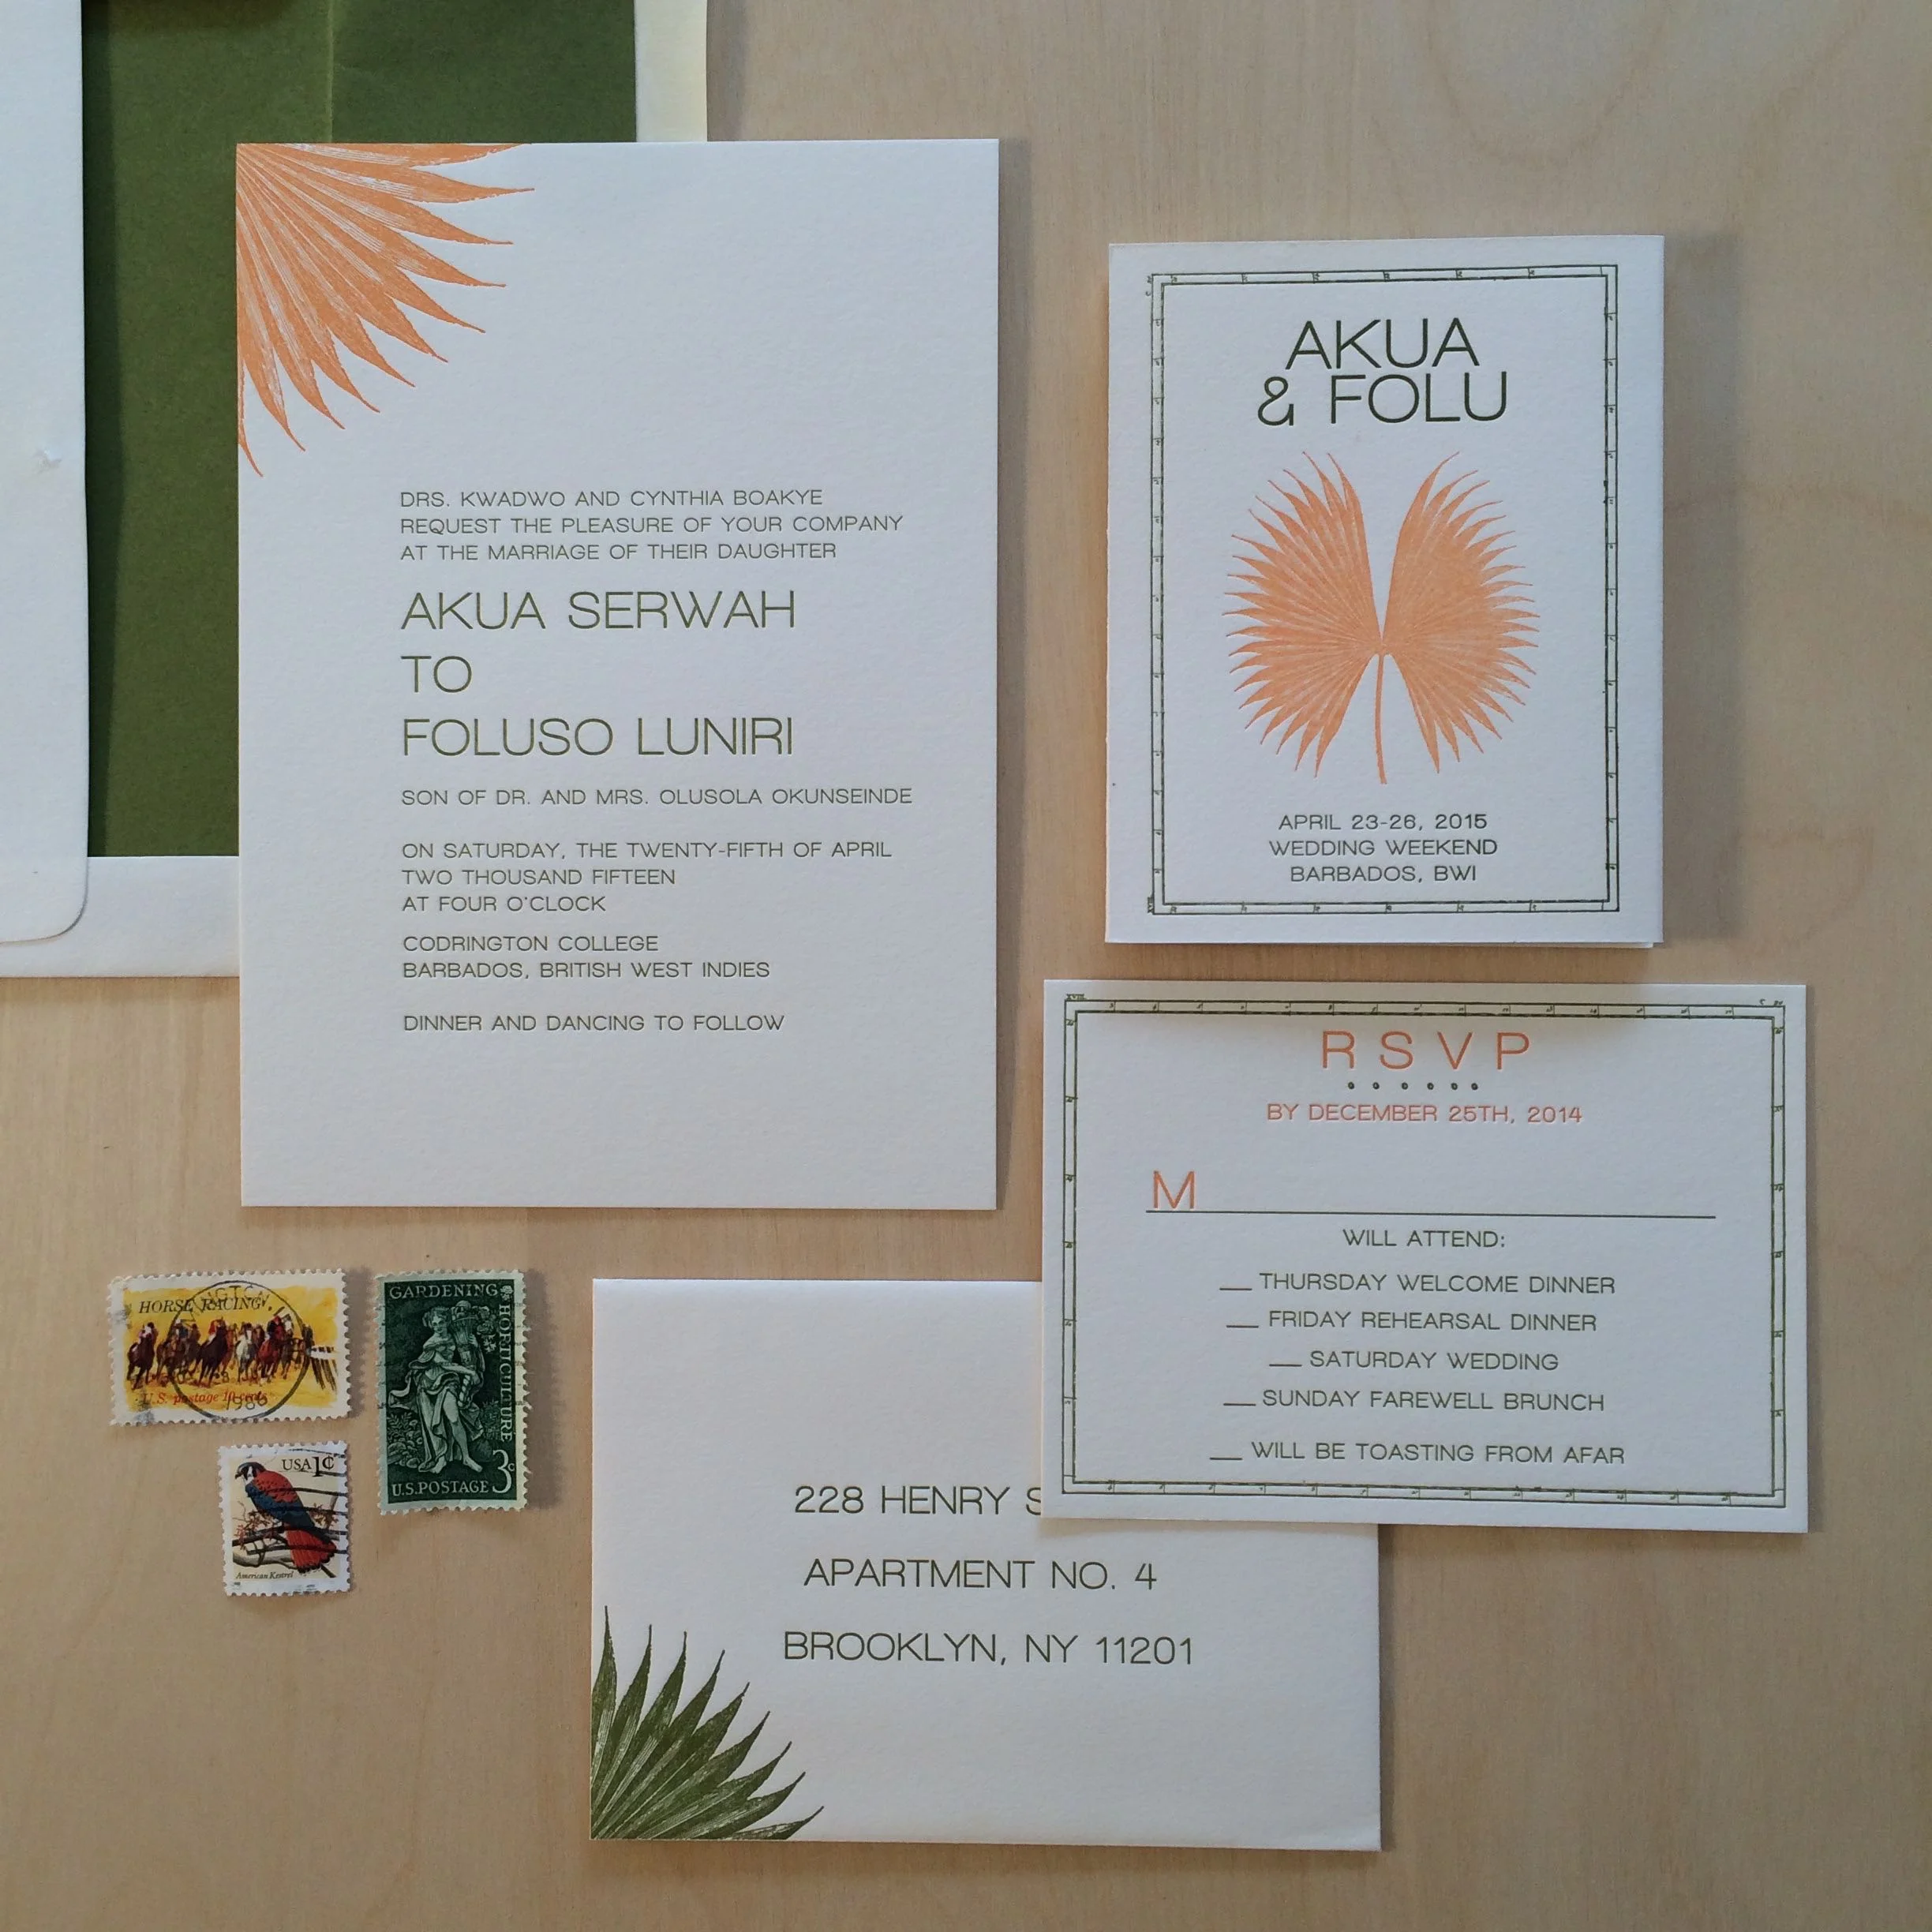 DRS. KWADWO AND CYNTHIA BOAKYE
REQUEST THE PLEASURE OF YOUR COMPANY
AT THE MARRIAGE OF THEIR DAUGHTER
AKUA SERWAH
TO
FOLUSO LUNIRI
SON OF DR. AND MRS. OLUSOLA OKUNSEINDE
ON SATURDAY, THE TWENTY-FIFTH OF APRIL
TWO THOUSAND FIFTEEN
AT FOUR O'CLOCK
CODRINGTON COLLEGE
BARBADOS, BRITISH WEST INDIES
DINNER AND DANCING TO FOLLOW
AKUA
& FOLU
APRIL 23-26, 2015
WEDDING WEEKEND
BARBADOS, BWI
RSVP
BY DECEMBER 25TH, 2014
M
WILL ATTEND:
THURSDAY WELCOME DINNER
FRIDAY REHEARSAL DINNER
SATURDAY WEDDING
SUNDAY FAREWELL BRUNCH
WILL BE TOASTING FROM AFAR
HORSE RACING
U.S. postage 10 cents
1986
GARDENING
HORTICULTURE
U.S. POSTAGE 3c
USA 1¢
American Kestrel
228 HENRY S
APARTMENT NO. 4
BROOKLYN, NY 11201